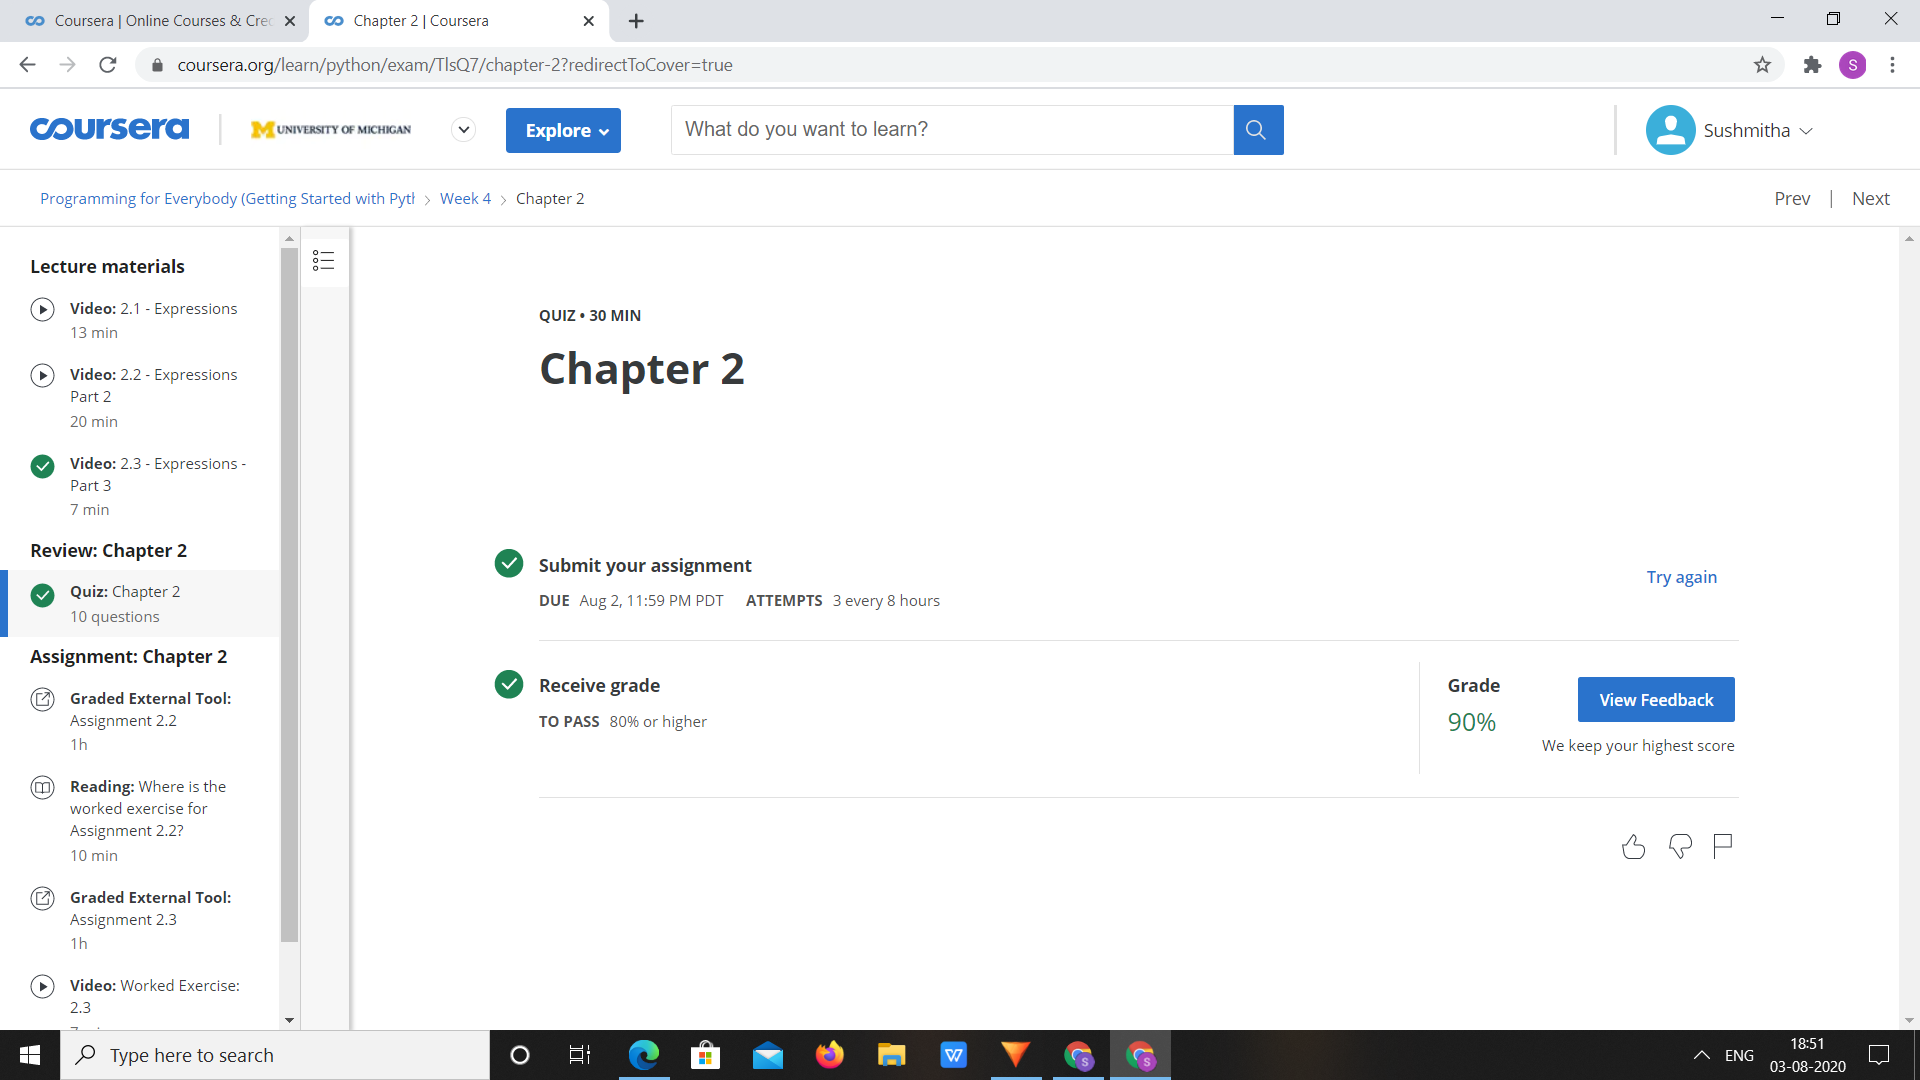 Coursera | Online Courses & Cre
Chapter 2 | Coursera
coursera.org/learn/python/exam/TlsQ7/chapter-2?redirectToCover=true
S
coursera
M UNIVERSITY OF MICHIGAN
Explore
What do you want to learn?
Sushmitha
Programming for Everybody (Getting Started with Pytl
Week 4
Chapter 2
Prev | Next
Lecture materials
Video: 2.1 - Expressions
13 min
Video: 2.2 - Expressions
Part 2
20 min
Video: 2.3 - Expressions -
Part 3
7 min
Review: Chapter 2
Quiz: Chapter 2
10 questions
Assignment: Chapter 2
Graded External Tool:
Assignment 2.2
1h
Reading: Where is the
worked exercise for
Assignment 2.2?
10 min
Graded External Tool:
Assignment 2.3
1h
Video: Worked Exercise:
2.3
QUIZ • 30 MIN
Chapter 2
Submit your assignment
DUE Aug 2, 11:59 PM PDT ATTEMPTS 3 every 8 hours
Try again
Receive grade
TO PASS 80% or higher
Grade
90%
View Feedback
We keep your highest score
Type here to search
W
S
S
ENG
18:51
03-08-2020